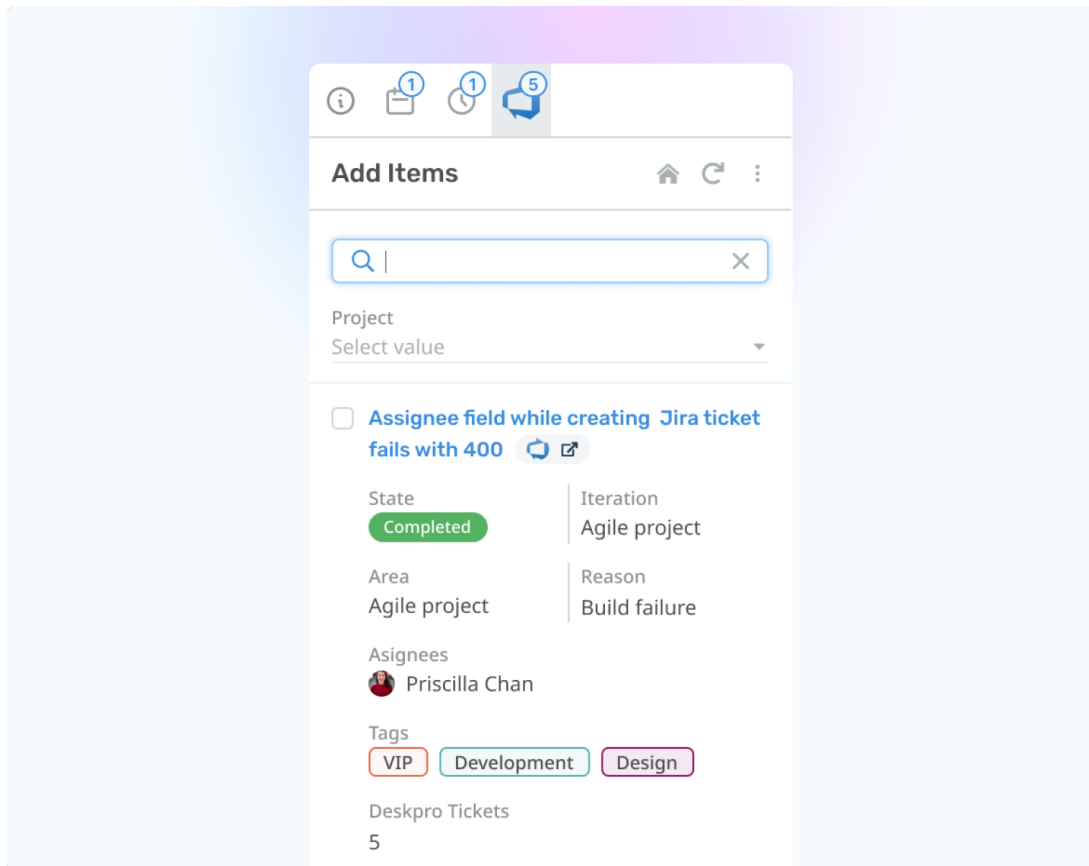 1 1 5
Add Items
Project
Select value
Assignee field while creating Jira ticket
fails with 400
State Iteration
Completed Agile project
Area Reason
Agile project Build failure
Asignees
Priscilla Chan
Tags
VIP Development Design
Deskpro Tickets
5